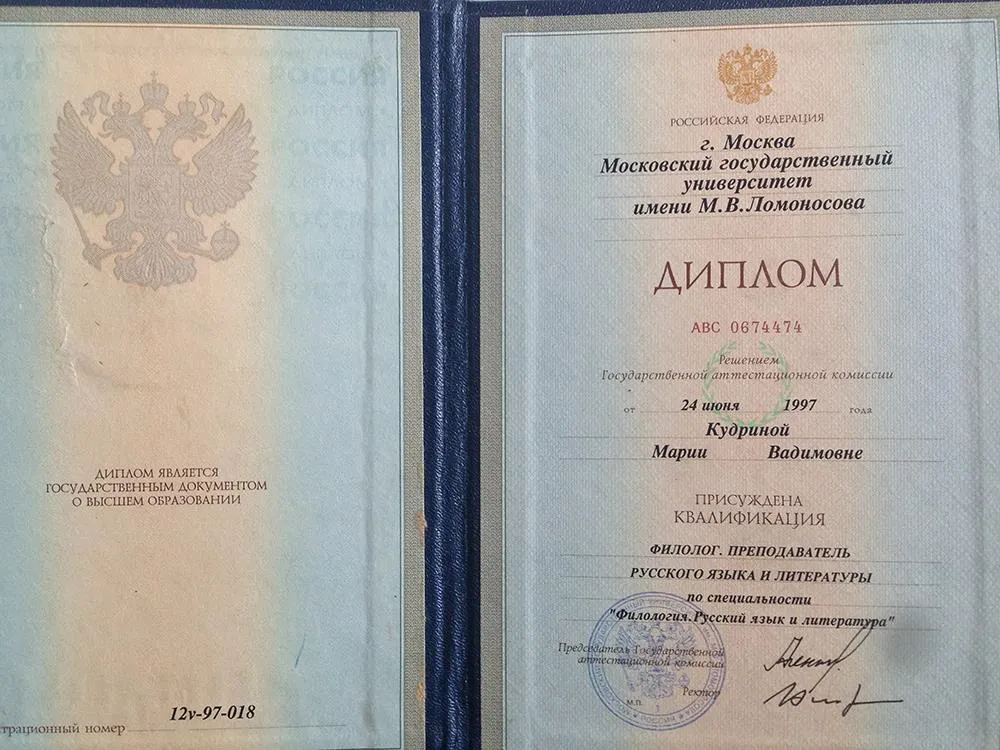 ДИПЛОМ ЯВЛЯЕТСЯ
ГОСУДАРСТВЕННЫМ ДОКУМЕНТОМ
О ВЫСШЕМ ОБРАЗОВАНИИ
трационный номер 12v-97-018
РОССИЙСКАЯ ФЕДЕРАЦИЯ
г. Москва
Московский государственный
университет
имени М.В.Ломоносова
ДИПЛОМ
АВС 0674474
Решением
Государственной аттестационной комиссии
от 24 июня 1997 года
Кудриной
Марии Вадимовне
ПРИСУЖДЕНА
КВАЛИФИКАЦИЯ
ФИЛОЛОГ. ПРЕПОДАВАТЕЛЬ
РУССКОГО ЯЗЫКА И ЛИТЕРАТУРЫ
по специальности
"Филология.Русский язык и литература"
Председатель Государственной
аттестационной комиссии
Ректор
м.п.